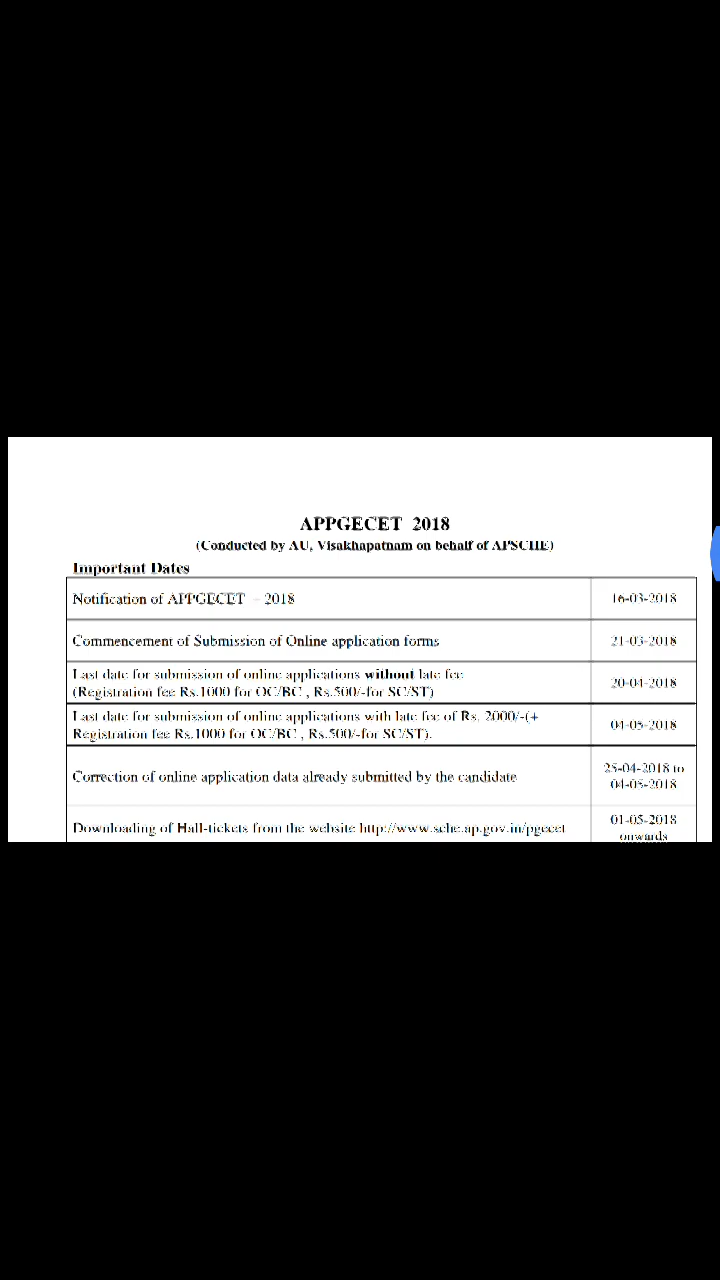 APPGECET 2018
(Conducted by AU, Visakhapatnam on behalf of APSCHE)
Important Dates
Notification of APPGECET – 2018
16-03-2018
Commencement of Submission of Online application forms
21-03-2018
Last date for submission of online applications without late fee
(Registration fee Rs.1000 for OC/BC , Rs.500/-for SC/ST)
20-04-2018
Last date for submission of online applications with late fee of Rs. 2000/-(+
Registration fee Rs.1000 for OC/BC , Rs.500/-for SC/ST).
04-05-2018
Correction of online application data already submitted by the candidate
25-04-2018 to
04-05-2018
Downloading of Hall-tickets from the website http://www.sche.ap.gov.in/pgecet
01-05-2018
onwards